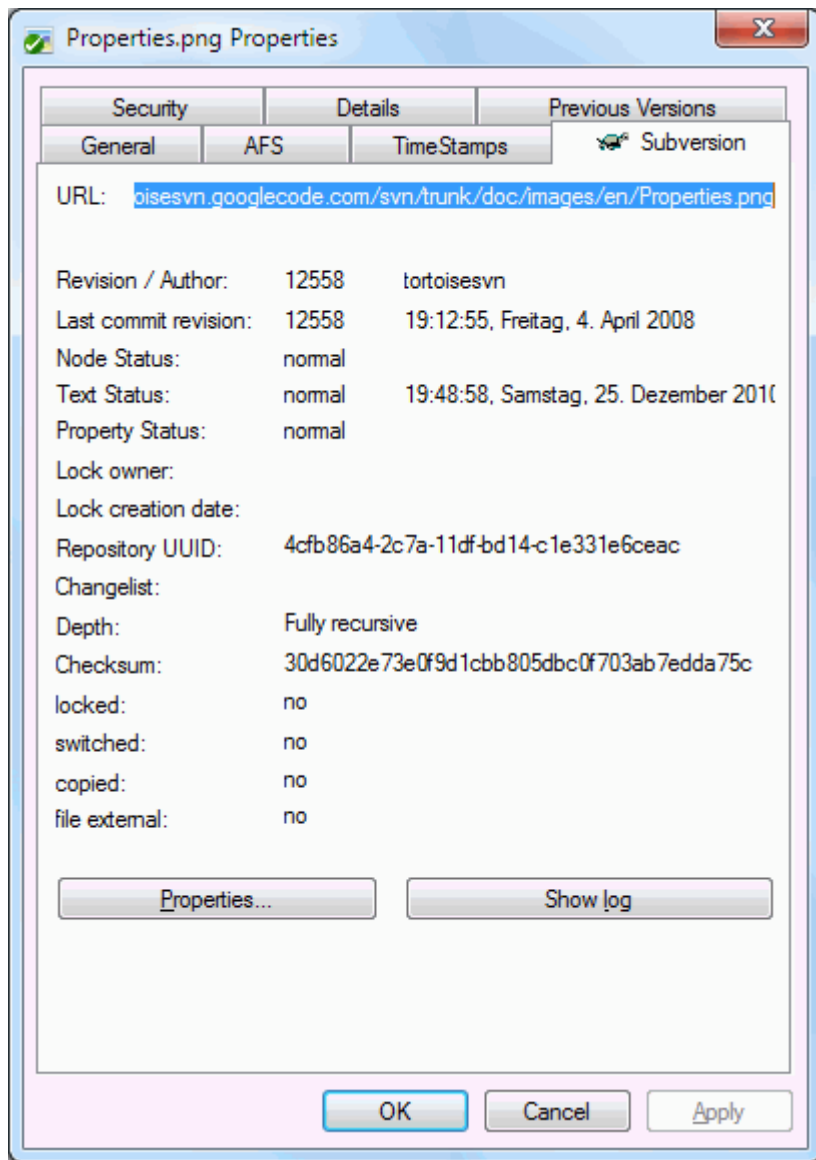 Properties.png Properties
Security Details Previous Versions
General AFS TimeStamps Subversion
URL: oisesvn.googlecode.com/svn/trunk/doc/images/en/Properties.png
Revision / Author: 12558 tortoisesvn
Last commit revision: 12558 19:12:55, Freitag, 4. April 2008
Node Status: normal
Text Status: normal 19:48:58, Samstag, 25. Dezember 2010
Property Status: normal
Lock owner:
Lock creation date:
Repository UUID: 4cfb86a4-2c7a-11df-bd14-c1e331e6ceac
Changelist:
Depth: Fully recursive
Checksum: 30d6022e73e0f9d1cbb805dbc0f703ab7edda75c
locked: no
switched: no
copied: no
file external: no
Properties... Show log
OK Cancel Apply